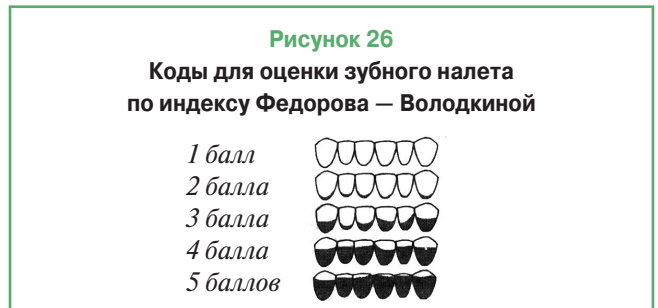 Рисунок 26
Коды для оценки зубного налета
по индексу Федорова — Володкиной
1 балл
2 балла
3 балла
4 балла
5 баллов